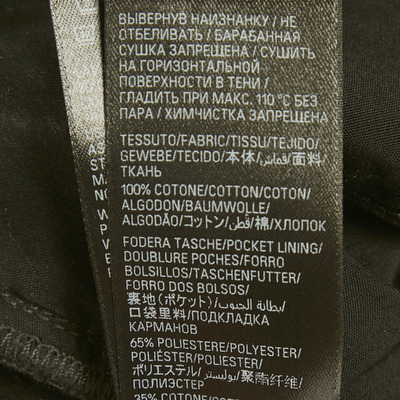 ВЫВЕРНУВ НАИЗНАНКУ / НЕ
ОТБЕЛИВАТЬ / БАРАБАННАЯ
СУШКА ЗАПРЕЩЕНА / СУШИТЬ
НА ГОРИЗОНТАЛЬНОЙ
ПОВЕРХНОСТИ В ТЕНИ /
ГЛАДИТЬ ПРИ МАКС. 110 °C БЕЗ
ПАРА / ХИМЧИСТКА ЗАПРЕЩЕНА
TESSUTO/FABRIC/TISSU/TEJIDO/
GEWEBE/TECIDO/本体/قماش/面料/
ТКАНЬ
100% COTONE/COTTON/COTON/
ALGODON/BAUMWOLLE/
ALGODÃO/コットン/قطن/棉/ХЛОПОК
FODERA TASCHE/POCKET LINING/
DOUBLURE POCHES/FORRO
BOLSILLOS/TASCHENFUTTER/
FORRO DOS BOLSOS/
裏地(ポケット)/بطانة الجيوب/
口袋里料/ПОДКЛАДКА
КАРМАНОВ
65% POLIESTERE/POLYESTER/
POLIÉSTER/POLYESTER/
POLIÉSTER/
ポリエステル/بوليستر/聚酯纤维/
ПОЛИЭСТЕР
35% COTONE/